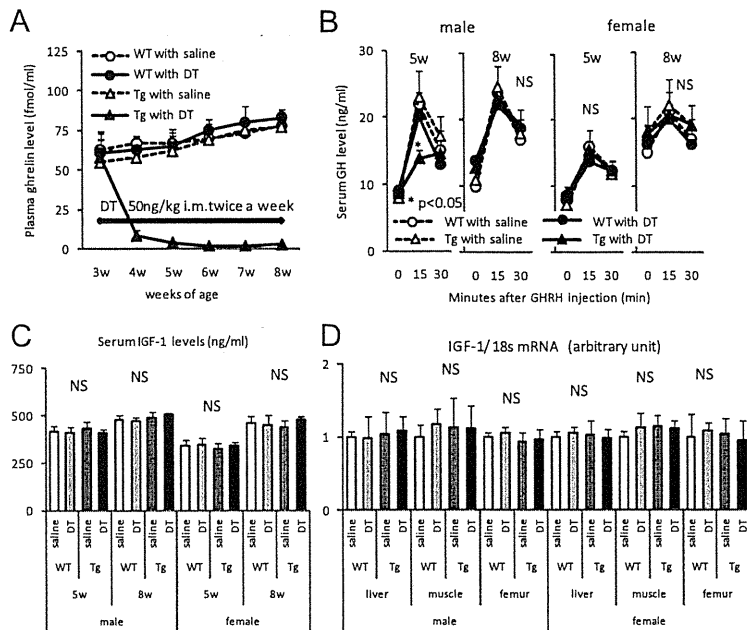 A
Plasma ghrelin level (fmol/ml)
125
100
75
50
25
0
WT with saline
WT with DT
Tg with saline
Tg with DT
DT 50ng/kg i.m.twice a week
3w 4w 5w 6w 7w 8w
weeks of age
B
male female
Serum GH level (ng/ml)
30
20
10
0
5w 8w 5w 8w
NS NS NS
*
* p<0.05
WT with saline WT with DT
Tg with saline Tg with DT
0 15 30 0 15 30 0 15 30 0 15 30
Minutes after GHRH injection (min)
C
Serum IGF-1 levels (ng/ml)
750
500
250
0
NS NS NS NS
saline DT saline DT saline DT saline DT saline DT saline DT saline DT saline DT
WT Tg WT Tg WT Tg WT Tg
5w 8w 5w 8w
male female
D
IGF-1/18s mRNA (arbitrary unit)
2
1
0
NS NS NS NS NS NS
saline DT saline DT saline DT saline DT saline DT saline DT saline DT saline DT saline DT saline DT saline DT saline DT
WT Tg WT Tg WT Tg WT Tg WT Tg WT Tg
liver muscle femur liver muscle femur
male female